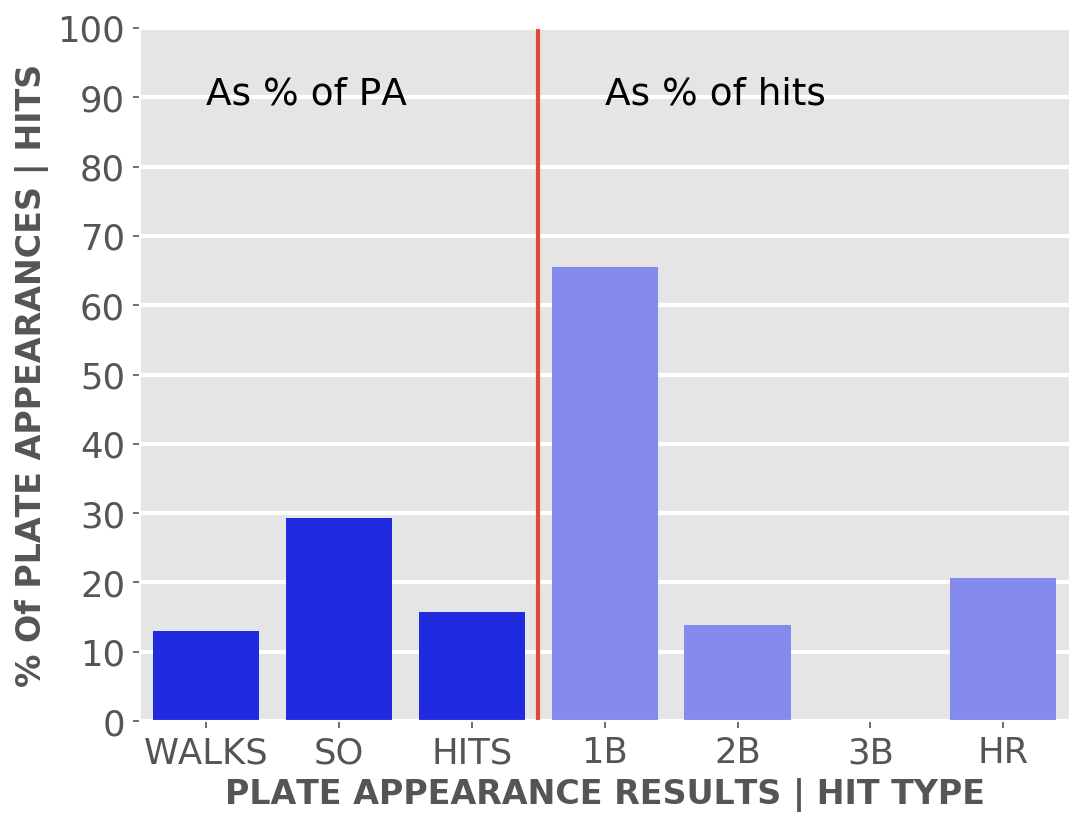 % Of PLATE APPEARANCES | HITS
100
90
80
70
60
50
40
30
20
10
0
As % of PA
As % of hits
WALKS SO HITS 1B 2B 3B HR
PLATE APPEARANCE RESULTS | HIT TYPE